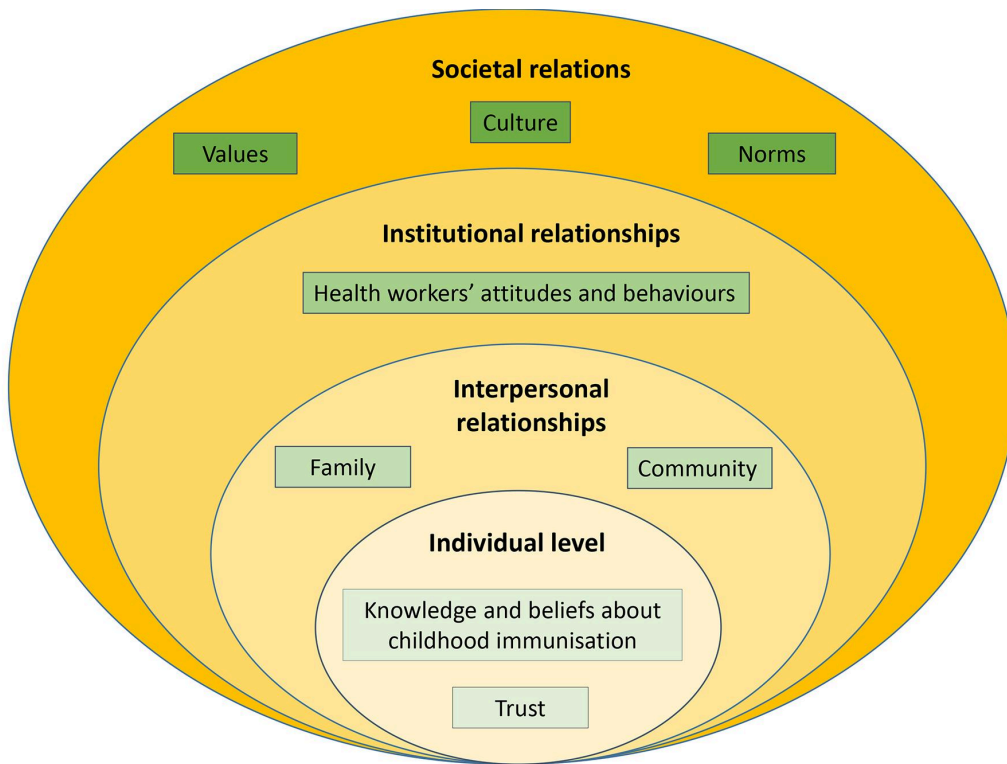 Societal relations
Culture
Values
Norms
Institutional relationships
Health workers’ attitudes and behaviours
Interpersonal
relationships
Family
Community
Individual level
Knowledge and beliefs about
childhood immunisation
Trust